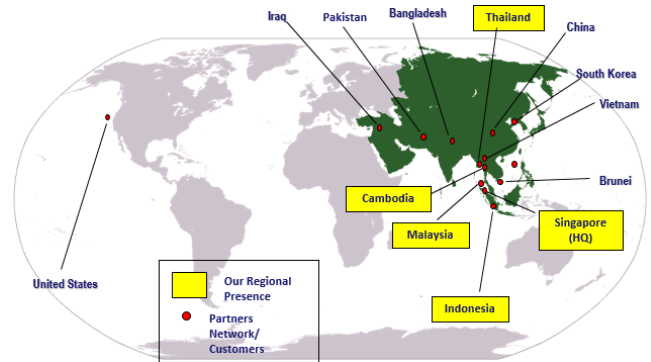 Iraq
Pakistan
Bangladesh
Thailand
China
South Korea
Vietnam
Cambodia
Brunei
Malaysia
Singapore
(HQ)
United States
Indonesia
Our Regional
Presence
Partners
Network/
Customers